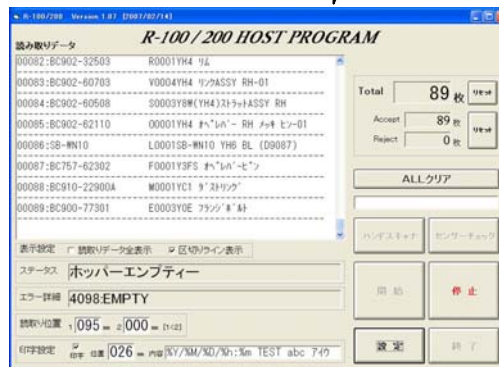 R-100/200 Version 1.07 [2007/02/14]
R-100 / 200 HOST PROGRAM
読み取りデータ
00082:BC902-32503 R0001YH4 リム
00083:BC902-60703 V0004YH4 リンクASSY RH-01
00084:BC902-60508 S0003Y8W(YH4)ストラットASSY RH
00085:BC902-62110 O0001YH4 オペレバー RH メッキ ピン-01
00086:SB-WN10 L0001SB-WN10 YH6 BL (D9087)
00087:BC757-62302 F0001Y3FS オペレバーピン
00088:BC910-22900A W0001YC1 ダストリング
00089:BC900-77301 E0003Y0E フランジボルト
Total 89 枚 リセット
Accept 89 枚
Reject 0 枚 リセット
ALLクリア
表示設定 読取りデータ全表示 区切りライン表示
ハンドスキャナ センサーチェック
ステータス ホッパーエンプティー
エラー詳細 4098:EMPTY
開始 停止
読取り位置 1 095 2 000 [1<2]
印字設定 印字 位置 026 内容 %Y/%M/%D/%h:%m TEST abc アイウ
設定 終了